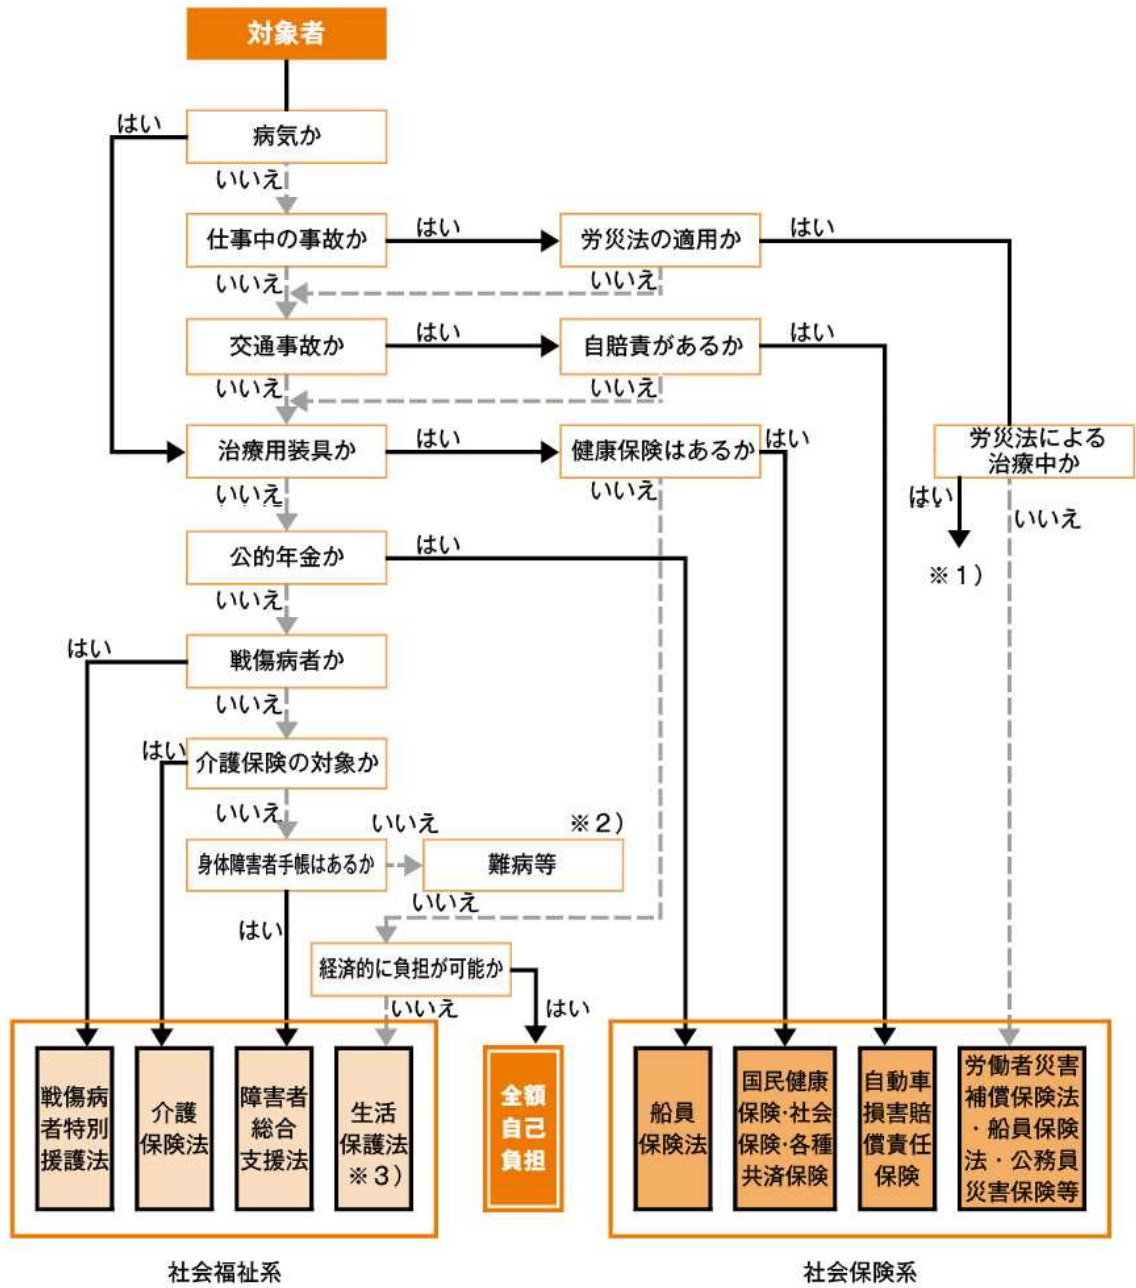 対象者
はい
病気か
いいえ
仕事中の事故か
はい
労災法の適用か
はい
いいえ
いいえ
交通事故か
はい
自賠責があるか
はい
いいえ
いいえ
治療用装具か
はい
健康保険はあるか
はい
労災法による
治療中か
いいえ
いいえ
はい
いいえ
※1）
公的年金か
はい
いいえ
はい
戦傷病者か
いいえ
はい
介護保険の対象か
いいえ
いいえ
※2）
身体障害者手帳はあるか
難病等
はい
いいえ
経済的に負担が可能か
いいえ
はい
戦傷病
者特別
援護法
介護
保険法
障害者
総合
支援法
生活
保護法
※3）
全額
自己
負担
船員
保険法
国民健康
保険・社会
保険・各種
共済保険
自動車
損害賠
償責任
保険
労働者災害
補償保険法
・船員保険
法・公務員
災害保険等
社会福祉系
社会保険系